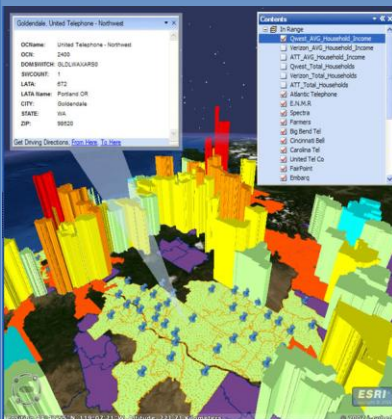 Goldendale, United Telephone - Northwest
OCName: United Telephone - Northwest
OCN: 2400
DOMSWITCH: GLDLWAXARS0
SWCOUNT: 1
LATA: 672
LATA Name: Portland OR
CITY: Goldendale
STATE: WA
ZIP: 98620
Get Driving Directions: From Here, To Here
Contents
In Range
Qwest_AVG_Household_Income
Verizon_AVG_Household_Income
ATT_AVG_Household_Income
Qwest_Total_Households
Verizon_Total_Households
ATT_Total_Households
Atlantic Telephone
E.N.M.R
Spectra
Farmers
Big Bend Tel
Cincinnati Bell
Carolina Tel
United Tel Co
FairPoint
Embarq
ESRI